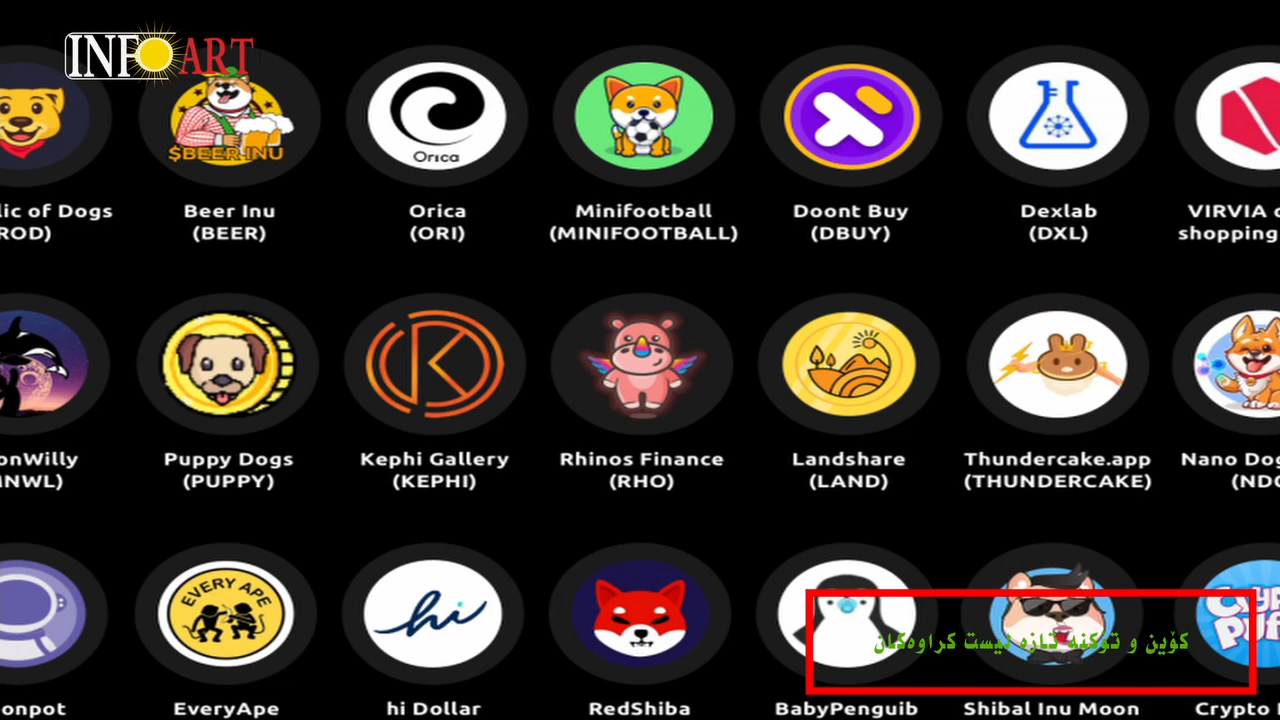 INFO ART
$BEER INU
Orica
lic of Dogs
ROD)
Beer Inu
(BEER)
Orica
(ORI)
Minifootball
(MINIFOOTBALL)
Doont Buy
(DBUY)
Dexlab
(DXL)
VIRVIA
shopping
onWilly
NWL)
Puppy Dogs
(PUPPY)
Kephi Gallery
(KEPHI)
Rhinos Finance
(RHO)
Landshare
(LAND)
Thundercake.app
(THUNDERCAKE)
Nano Dog
(NDC
EVERY APE
hi
کۆین و تۆکنە تازە لیست کراوەکان
onpot
EveryApe
hi Dollar
RedShiba
BabyPenguib
Shibal Inu Moon
Crypto